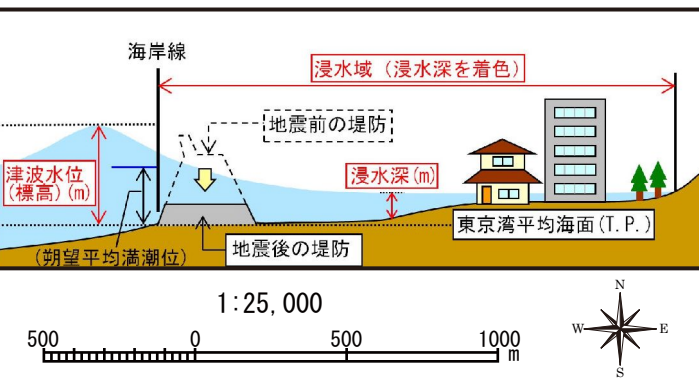 海岸線
浸水域（浸水深を着色）
地震前の堤防
津波水位
(標高)(m)
浸水深(m)
東京湾平均海面(T.P.)
地震後の堤防
(朔望平均満潮位)
1:25,000
500 0 500 1000
m
N
W E
S